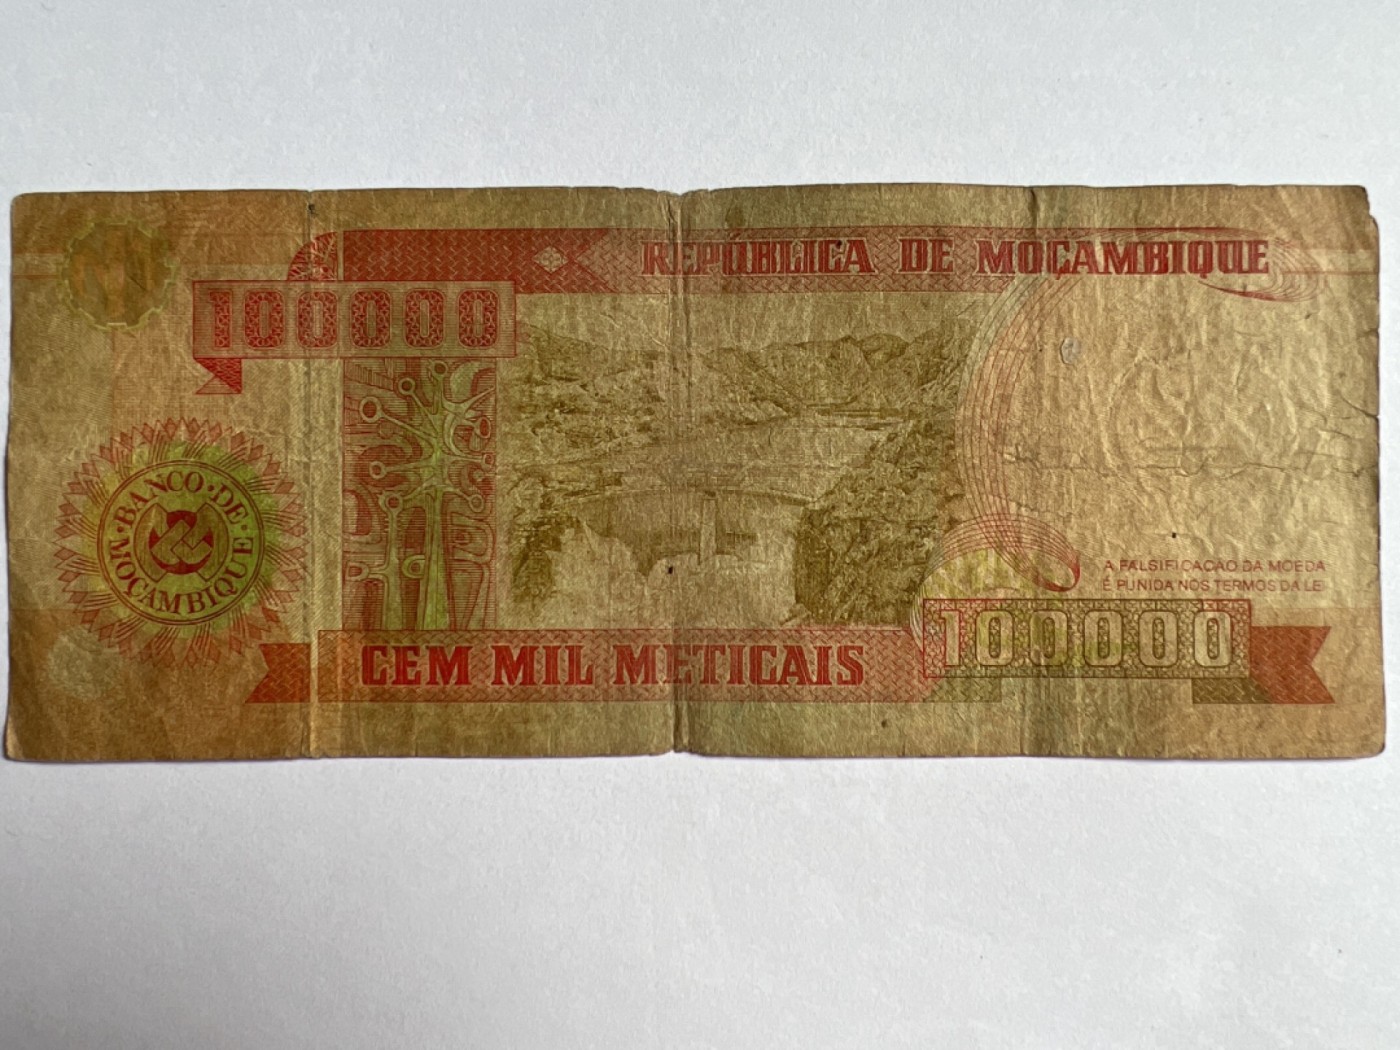 REPÚBLICA DE MOÇAMBIQUE
100000
BANCO·DE·
MOÇAMBIQUE
A FALSIFICAÇÃO DA MOEDA
É PUNIDA NOS TERMOS DA LEI
100000
CEM MIL METICAIS